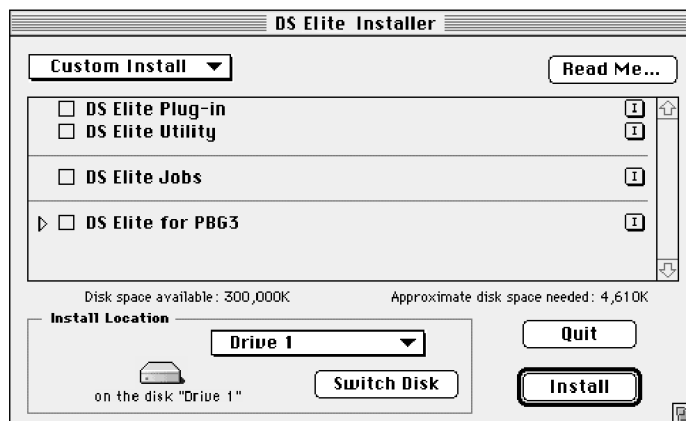 DS Elite Installer
Custom Install
Read Me...
DS Elite Plug-in
I
DS Elite Utility
I
DS Elite Jobs
I
DS Elite for PBG3
I
Disk space available: 300,000K
Approximate disk space needed: 4,610K
Install Location
Drive 1
on the disk "Drive 1"
Switch Disk
Quit
Install